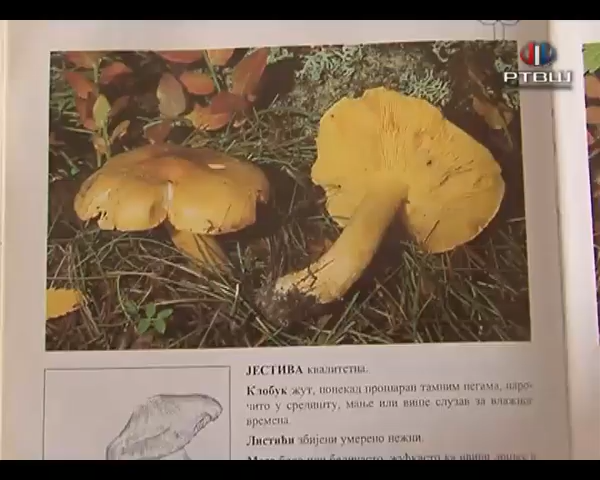 РТВШ
ЈЕСТИВА квалитетна.
Клобук жут, понекад прошаран тамним пегама, наро-
чито у средишту, мање или више слузав за влажна
времена.
Листићи збијени умерено нежни.